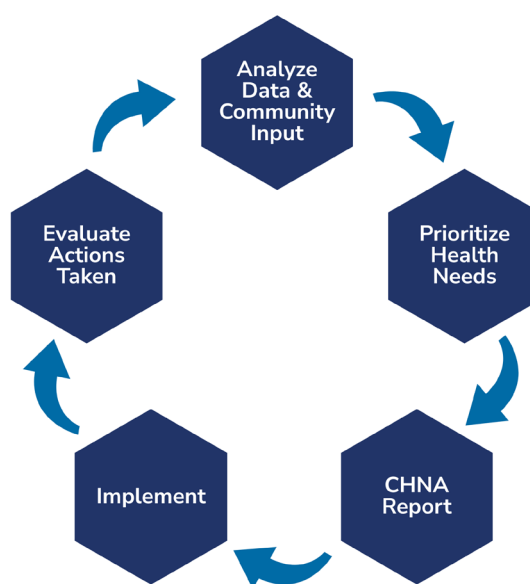 Analyze
Data &
Community
Input
Prioritize
Health
Needs
CHNA
Report
Implement
Evaluate
Actions
Taken